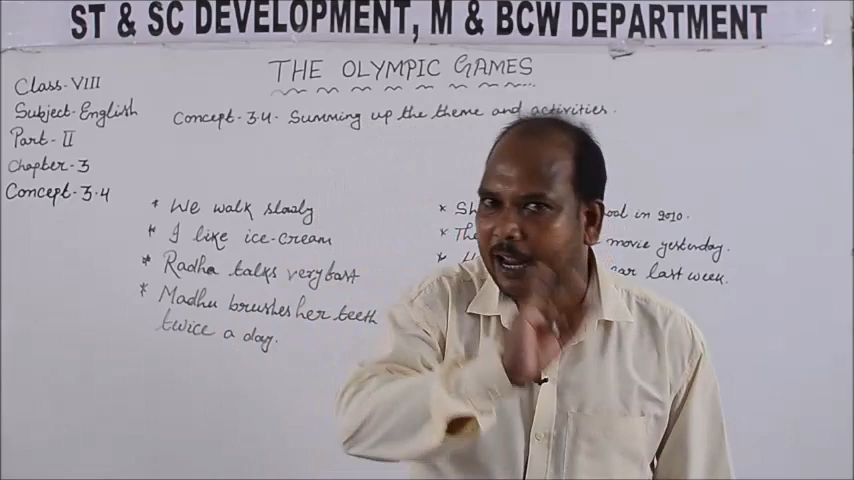 ST & SC DEVELOPMENT, M & BCW DEPARTMENT
THE OLYMPIC GAMES
Class-VIII
Subject-English
Part-II
Chapter-3
Concept-3.4
Concept-3.4- Summing up the theme and activities.
* We walk slowly
* I like ice-cream
* Radha talks very fast
* Madhu brushes her teeth
twice a day.
* Sh in 2010.
* The movie yesterday.
* last week.